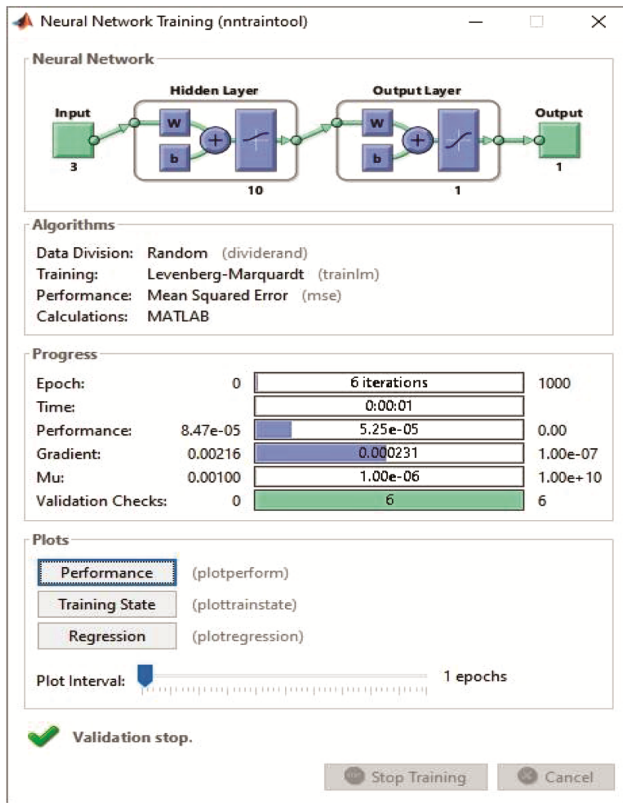 Neural Network Training (nntraintool)
Neural Network
Hidden Layer
Output Layer
Input
Output
W
b
W
b
3
10
1
1
Algorithms
Data Division: Random (dividerand)
Training: Levenberg-Marquardt (trainlm)
Performance: Mean Squared Error (mse)
Calculations: MATLAB
Progress
Epoch: 0 6 iterations 1000
Time: 0:00:01
Performance: 8.47e-05 5.25e-05 0.00
Gradient: 0.00216 0.000231 1.00e-07
Mu: 0.00100 1.00e-06 1.00e+10
Validation Checks: 0 6 6
Plots
Performance (plotperform)
Training State (plottrainstate)
Regression (plotregression)
Plot Interval: 1 epochs
Validation stop.
Stop Training Cancel